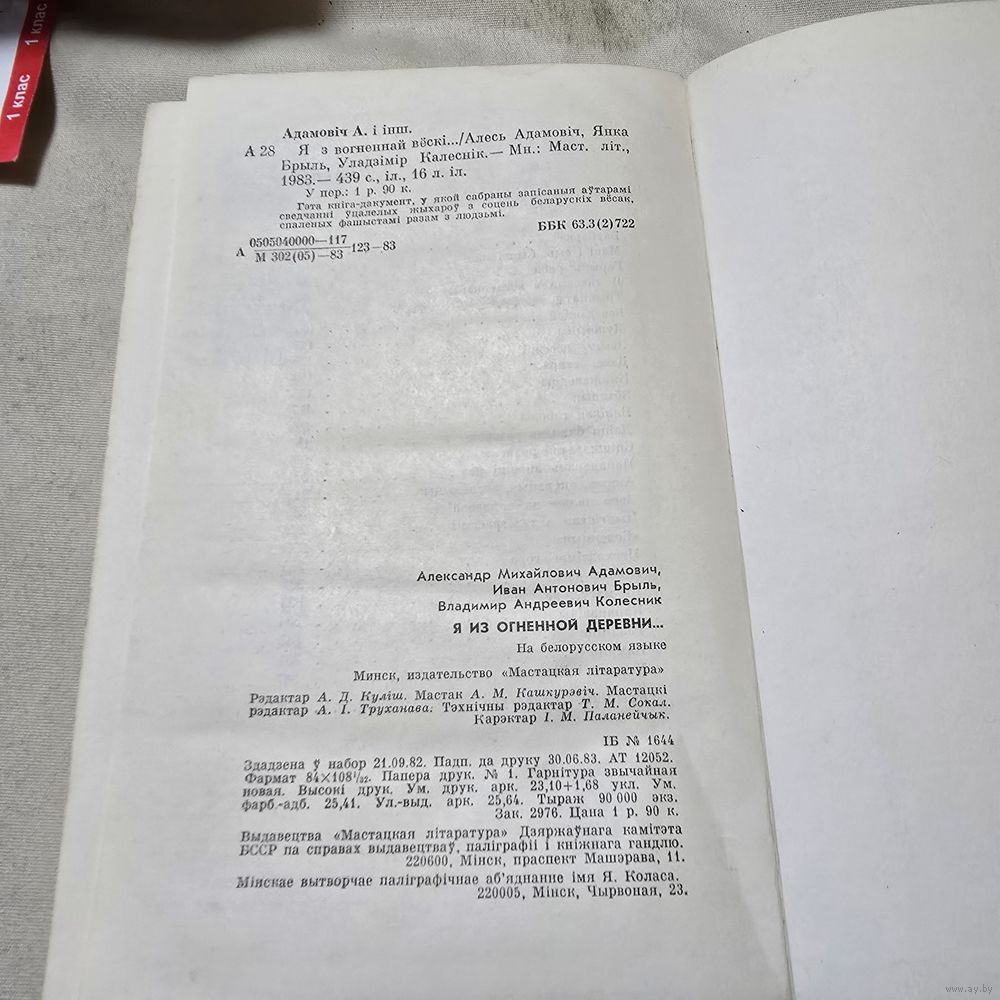 1 клас
1 клас
Адамовіч А. і інш.
А 28 Я з вогненнай вёскі.../Алесь Адамовіч, Янка
Брыль, Уладзімір Калеснік.— Мн.: Маст. літ.,
1983.— 439 с., іл., 16 л. іл.
У пер.: 1 р. 90 к.
Гэта кніга-дакумент, у якой сабраны запісаныя аўтарамі
сведчанні ўцалелых жыхароў з соцень беларускіх вёсак,
спаленых фашыстамі разам з людзьмі.
ББК 63.3(2)722
А 0505040000—117
М 302(05)—83 123—83
Александр Михайлович Адамович,
Иван Антонович Брыль,
Владимир Андреевич Колесник
Я ИЗ ОГНЕННОЙ ДЕРЕВНИ...
На белорусском языке
Минск, издательство «Мастацкая літаратура»
Рэдактар А. Д. Куліш. Мастак А. М. Кашкурэвіч. Мастацкі
рэдактар А. І. Труханава. Тэхнічны рэдактар Т. М. Сокал.
Карэктар І. М. Паланейчык.
ІБ № 1644
Здадзена ў набор 21.09.82. Падп. да друку 30.06.83. АТ 12052.
Фармат 84×108¹/₃₂. Папера друк. № 1. Гарнітура звычайная
новая. Высокі друк. Ум. друк. арк. 23,10+1,68 укл. Ум.
фарб.-адб. 25,41. Ул.-выд. арк. 25,64. Тыраж 90 000 экз.
Зак. 2976. Цана 1 р. 90 к.
Выдавецтва «Мастацкая літаратура» Дзяржаўнага камітэта
БССР па справах выдавецтваў, паліграфіі і кніжнага гандлю.
220600, Мінск, праспект Машэрава, 11.
Мінскае вытворчае паліграфічнае аб'яднанне імя Я. Коласа.
220005, Мінск, Чырвоная, 23.
www.ay.by